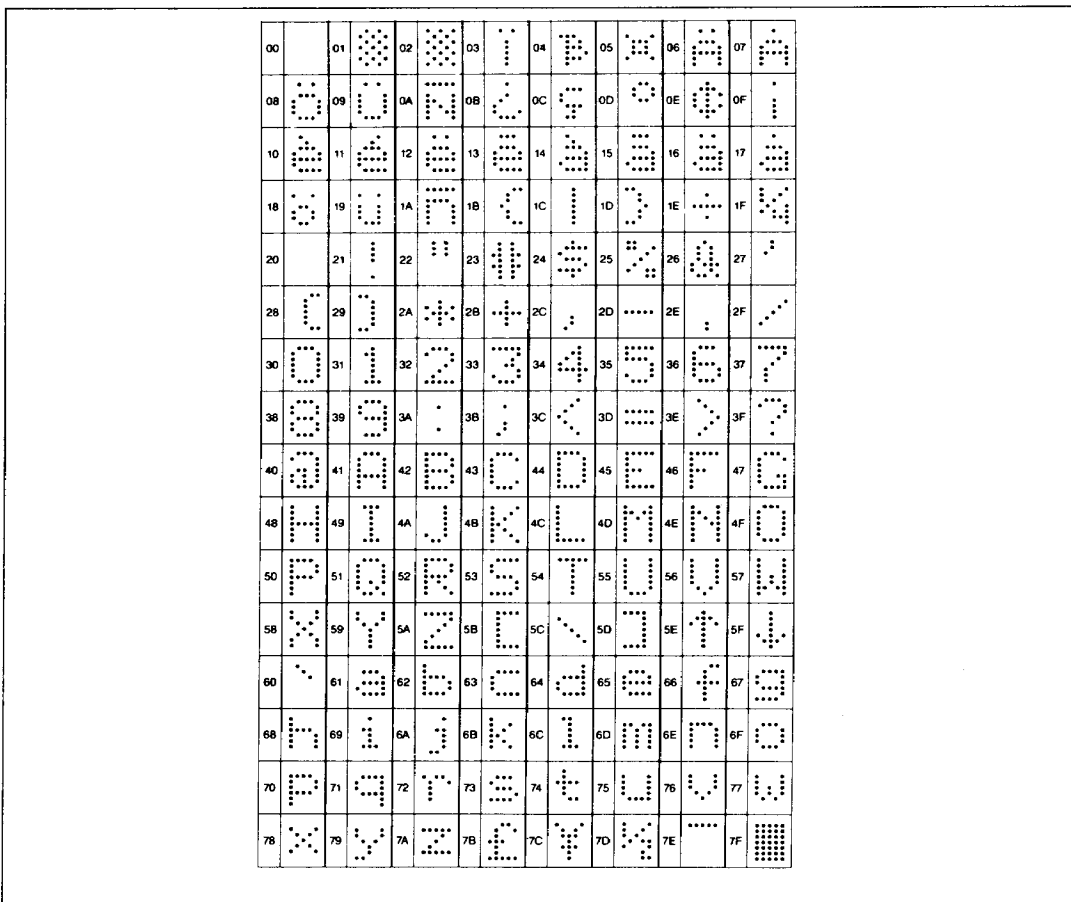 00 01 02 03 04 05 ¤ 06 Ä 07
08 Ö 09 Ü 0A Ñ 0B ¿ 0C 0D ° 0E 0F ¡
10 11 12 13 14 15 16 ä 17
18 ö 19 ü 1A ñ 1B 1C | 1D 1E ÷ 1F
20 21 ! 22 " 23 # 24 $ 25 % 26 & 27 '
28 ( 29 ) 2A * 2B + 2C , 2D - 2E . 2F /
30 0 31 1 32 2 33 3 34 4 35 5 36 6 37 7
38 8 39 9 3A : 3B ; 3C < 3D = 3E > 3F ?
40 @ 41 A 42 B 43 C 44 D 45 E 46 F 47 G
48 H 49 I 4A J 4B K 4C L 4D M 4E N 4F O
50 P 51 Q 52 R 53 S 54 T 55 U 56 V 57 W
58 X 59 Y 5A Z 5B [ 5C \ 5D ] 5E ↑ 5F ↓
60 ` 61 a 62 b 63 c 64 d 65 e 66 f 67 g
68 h 69 i 6A j 6B k 6C l 6D m 6E n 6F o
70 p 71 q 72 r 73 s 74 t 75 u 76 v 77 w
78 x 79 y 7A z 7B £ 7C ¥ 7D 7E ‾ 7F